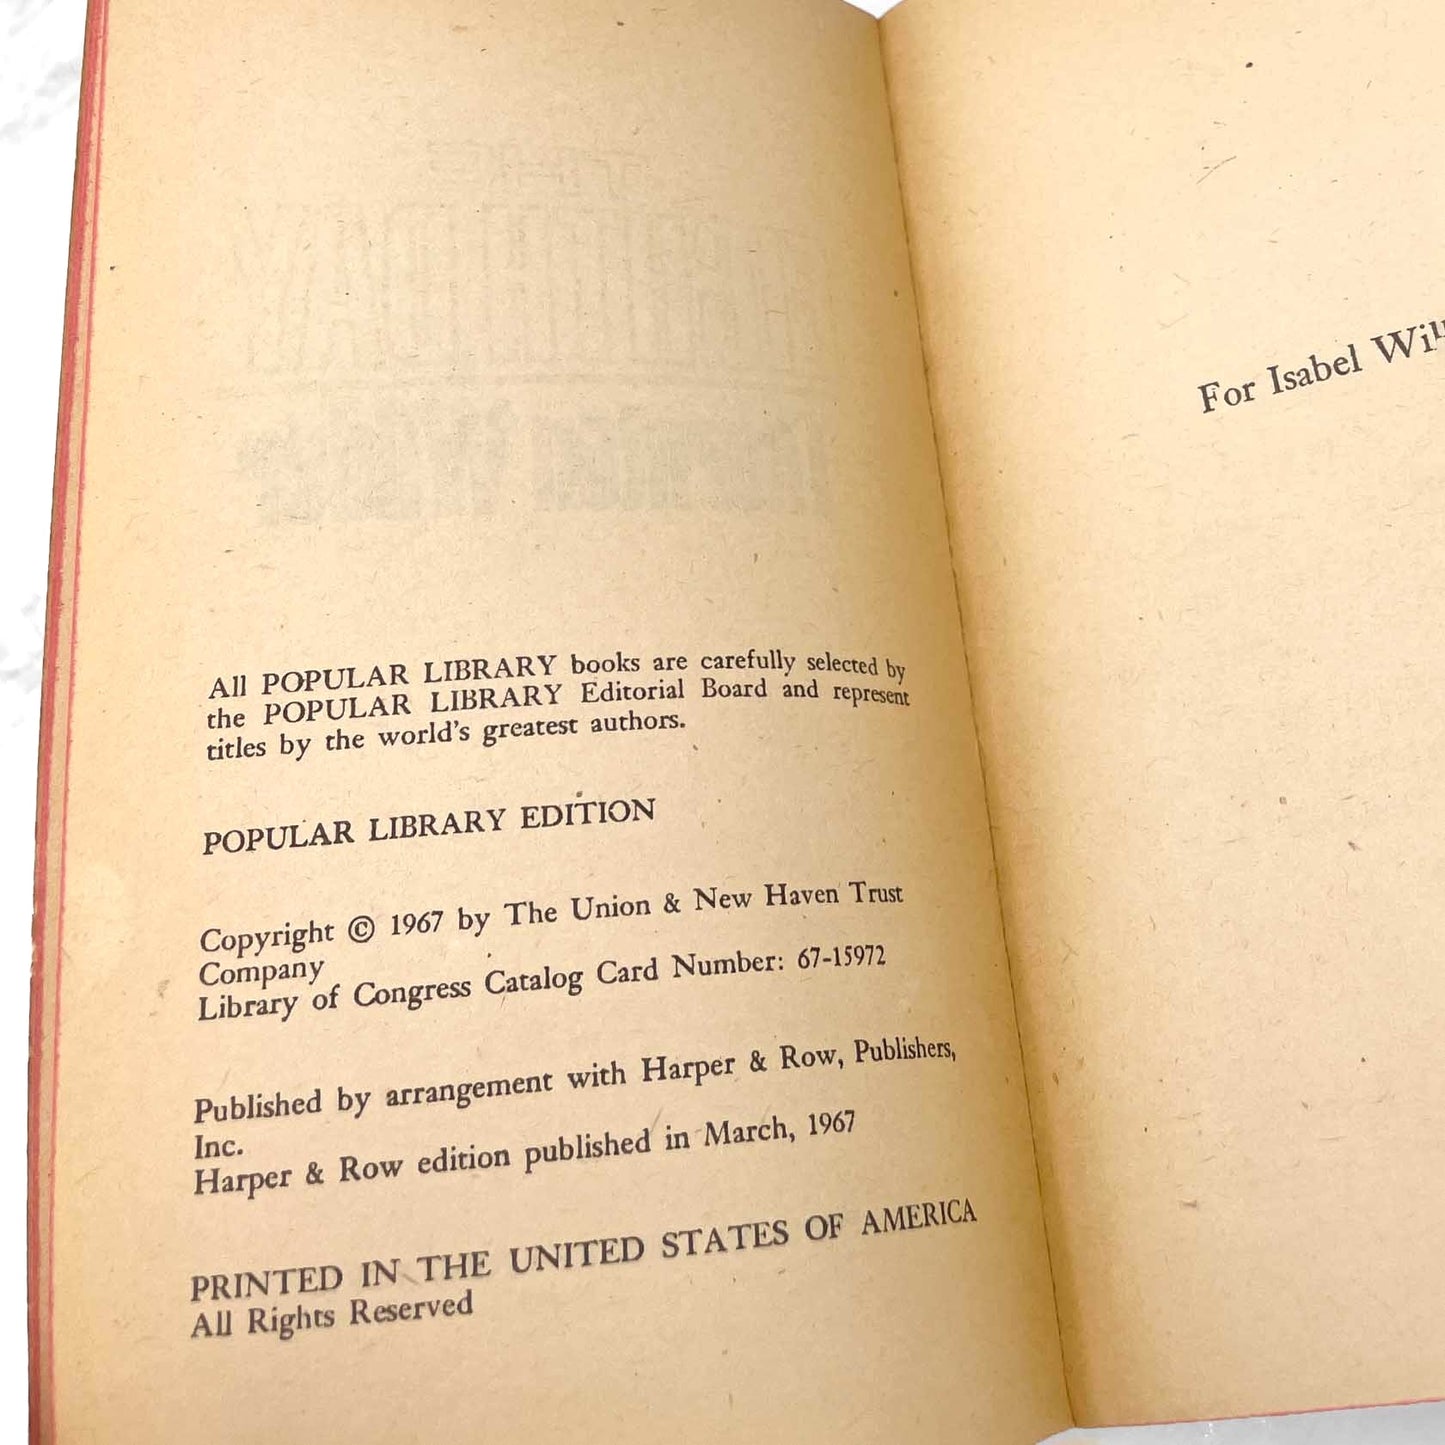 All POPULAR LIBRARY books are carefully selected by
the POPULAR LIBRARY Editorial Board and represent
titles by the world's greatest authors.
POPULAR LIBRARY EDITION
Copyright © 1967 by The Union & New Haven Trust
Company
Library of Congress Catalog Card Number: 67-15972
Published by arrangement with Harper & Row, Publishers,
Inc.
Harper & Row edition published in March, 1967
PRINTED IN THE UNITED STATES OF AMERICA
All Rights Reserved
For Isabel